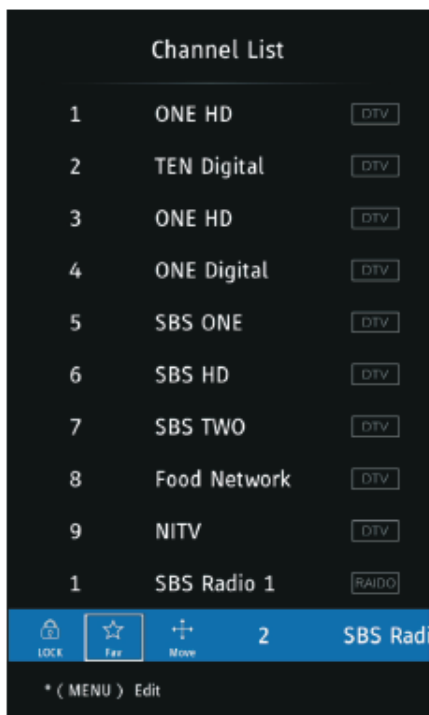 Channel List
1 ONE HD DTV
2 TEN Digital DTV
3 ONE HD DTV
4 ONE Digital DTV
5 SBS ONE DTV
6 SBS HD DTV
7 SBS TWO DTV
8 Food Network DTV
9 NITV DTV
1 SBS Radio 1 RAIDO
LOCK Fav Move 2 SBS Radi
* ( MENU ) Edit